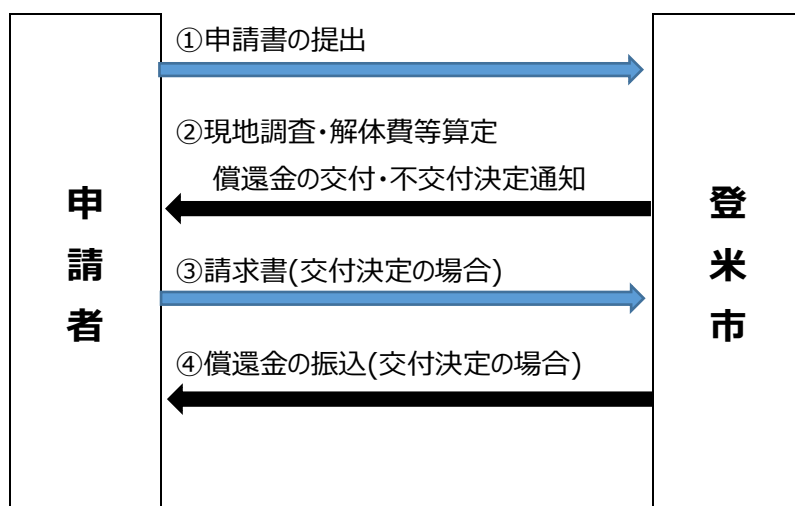 ①申請書の提出
②現地調査・解体費等算定
償還金の交付・不交付決定通知
③請求書(交付決定の場合)
④償還金の振込(交付決定の場合)
申請者
登米市